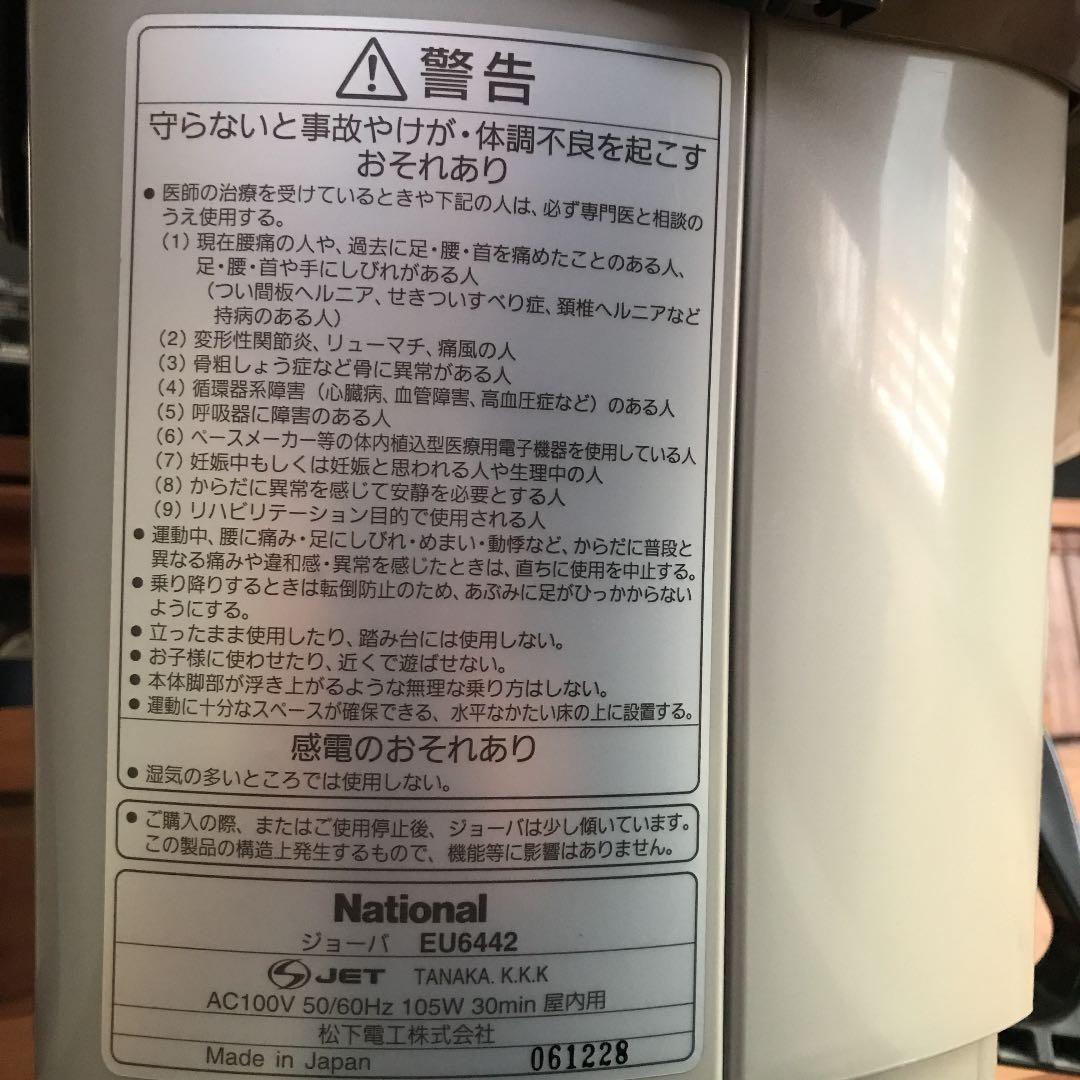 警告
守らないと事故やけが・体調不良を起こす
おそれあり
● 医師の治療を受けているときや下記の人は、必ず専門医と相談の
うえ使用する。
(1) 現在腰痛の人や、過去に足・腰・首を痛めたことのある人、
足・腰・首や手にしびれがある人
(つい間板ヘルニア、せきついすべり症、頚椎ヘルニアなど
持病のある人)
(2) 変形性関節炎、リューマチ、痛風の人
(3) 骨粗しょう症など骨に異常がある人
(4) 循環器系障害(心臓病、血管障害、高血圧症など)のある人
(5) 呼吸器に障害のある人
(6) ペースメーカー等の体内植込型医療用電子機器を使用している人
(7) 妊娠中もしくは妊娠と思われる人や生理中の人
(8) からだに異常を感じて安静を必要とする人
(9) リハビリテーション目的で使用される人
● 運動中、腰に痛み・足にしびれ・めまい・動悸など、からだに普段と
異なる痛みや違和感・異常を感じたときは、直ちに使用を中止する。
● 乗り降りするときは転倒防止のため、あぶみに足がひっかからない
ようにする。
● 立ったまま使用したり、踏み台には使用しない。
● お子様に使わせたり、近くで遊ばせない。
● 本体脚部が浮き上がるような無理な乗り方はしない。
● 運動に十分なスペースが確保できる、水平なかたい床の上に設置する。
感電のおそれあり
● 湿気の多いところでは使用しない。
● ご購入の際、またはご使用停止後、ジョーバは少し傾いています。
この製品の構造上発生するもので、機能等に影響はありません。
National
ジョーバ EU6442
JET TANAKA. K.K.K
AC100V 50/60Hz 105W 30min 屋内用
松下電工株式会社
Made in Japan 061228